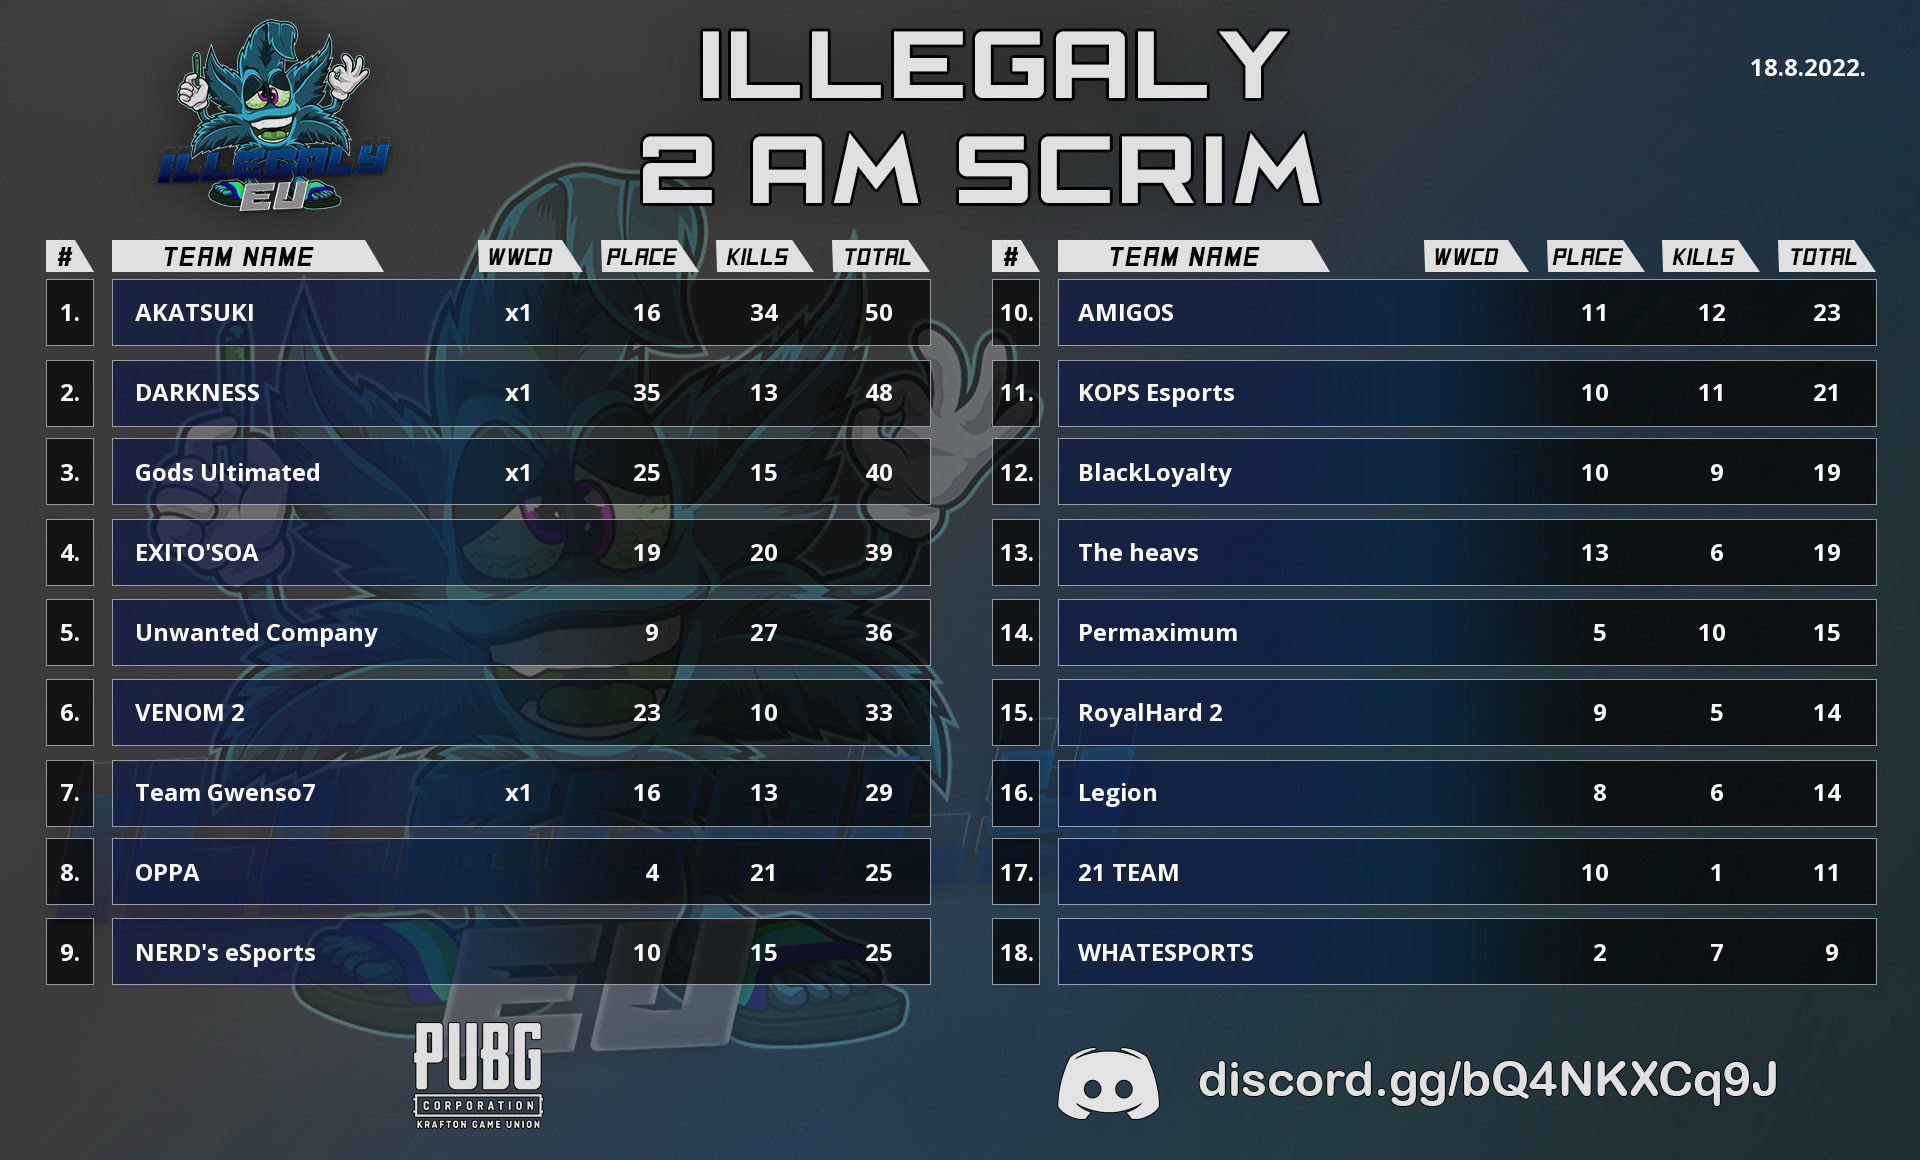 ILLEGALY
2 AM SCRIM
18.8.2022.
ILLEGALY
EU
# TEAM NAME WWCD PLACE KILLS TOTAL
1. AKATSUKI x1 16 34 50
2. DARKNESS x1 35 13 48
3. Gods Ultimated x1 25 15 40
4. EXITO'SOA 19 20 39
5. Unwanted Company 9 27 36
6. VENOM 2 23 10 33
7. Team Gwenso7 x1 16 13 29
8. OPPA 4 21 25
9. NERD's eSports 10 15 25
# TEAM NAME WWCD PLACE KILLS TOTAL
10. AMIGOS 11 12 23
11. KOPS Esports 10 11 21
12. BlackLoyalty 10 9 19
13. The heavs 13 6 19
14. Permaximum 5 10 15
15. RoyalHard 2 9 5 14
16. Legion 8 6 14
17. 21 TEAM 10 1 11
18. WHATESPORTS 2 7 9
ILLEGALY
EU
PUBG
CORPORATION
KRAFTON GAME UNION
discord.gg/bQ4NKXCq9J